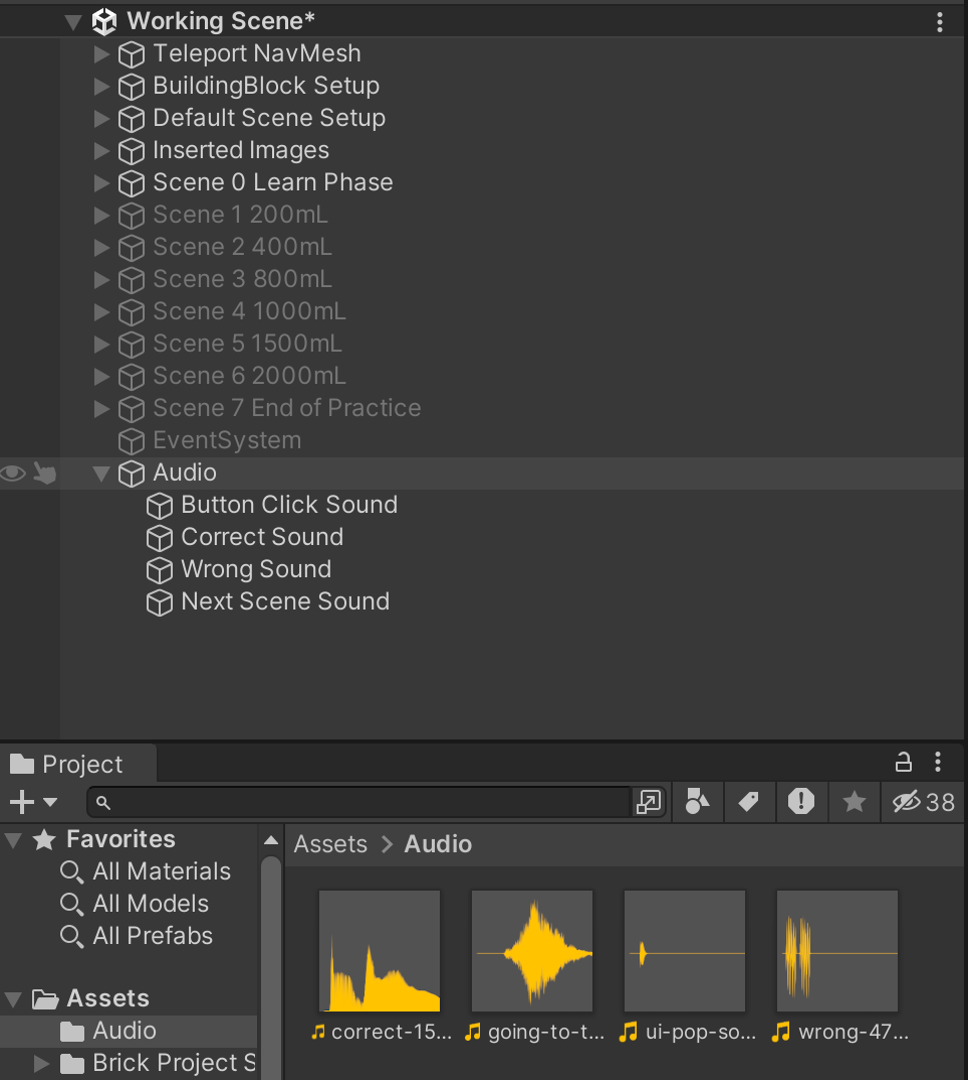 Working Scene*
Teleport NavMesh
BuildingBlock Setup
Default Scene Setup
Inserted Images
Scene 0 Learn Phase
Scene 1 200mL
Scene 2 400mL
Scene 3 800mL
Scene 4 1000mL
Scene 5 1500mL
Scene 6 2000mL
Scene 7 End of Practice
EventSystem
Audio
Button Click Sound
Correct Sound
Wrong Sound
Next Scene Sound
Project
38
Favorites
All Materials
All Models
All Prefabs
Assets
Audio
Brick Project S
Assets > Audio
correct-15... going-to-t... ui-pop-so... wrong-47...